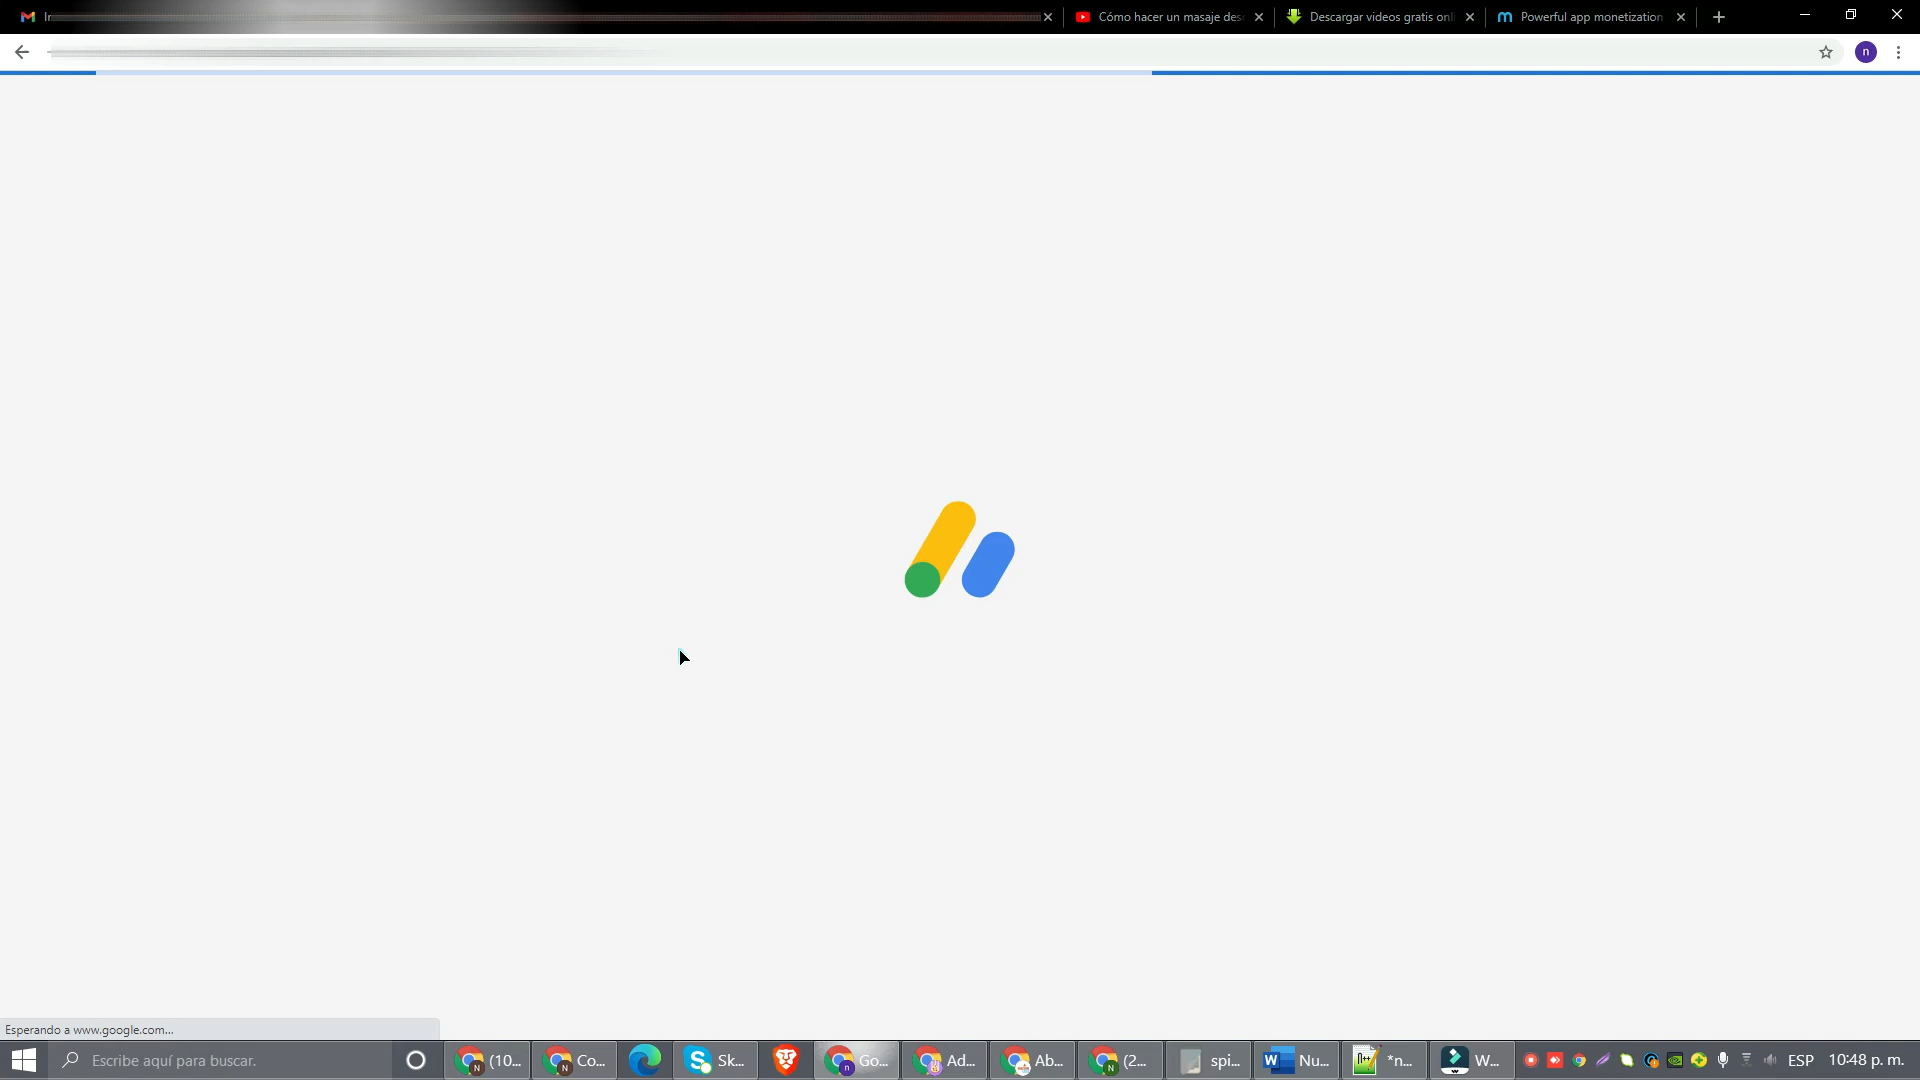 Cómo hacer un masaje des
Descargar videos gratis onl
Powerful app monetization
n
Esperando a www.google.com...
Escribe aquí para buscar.
(10...
Co...
Sk...
Go...
Ad...
Ab...
(2...
spi...
Nu...
*n...
W...
ESP
10:48 p. m.